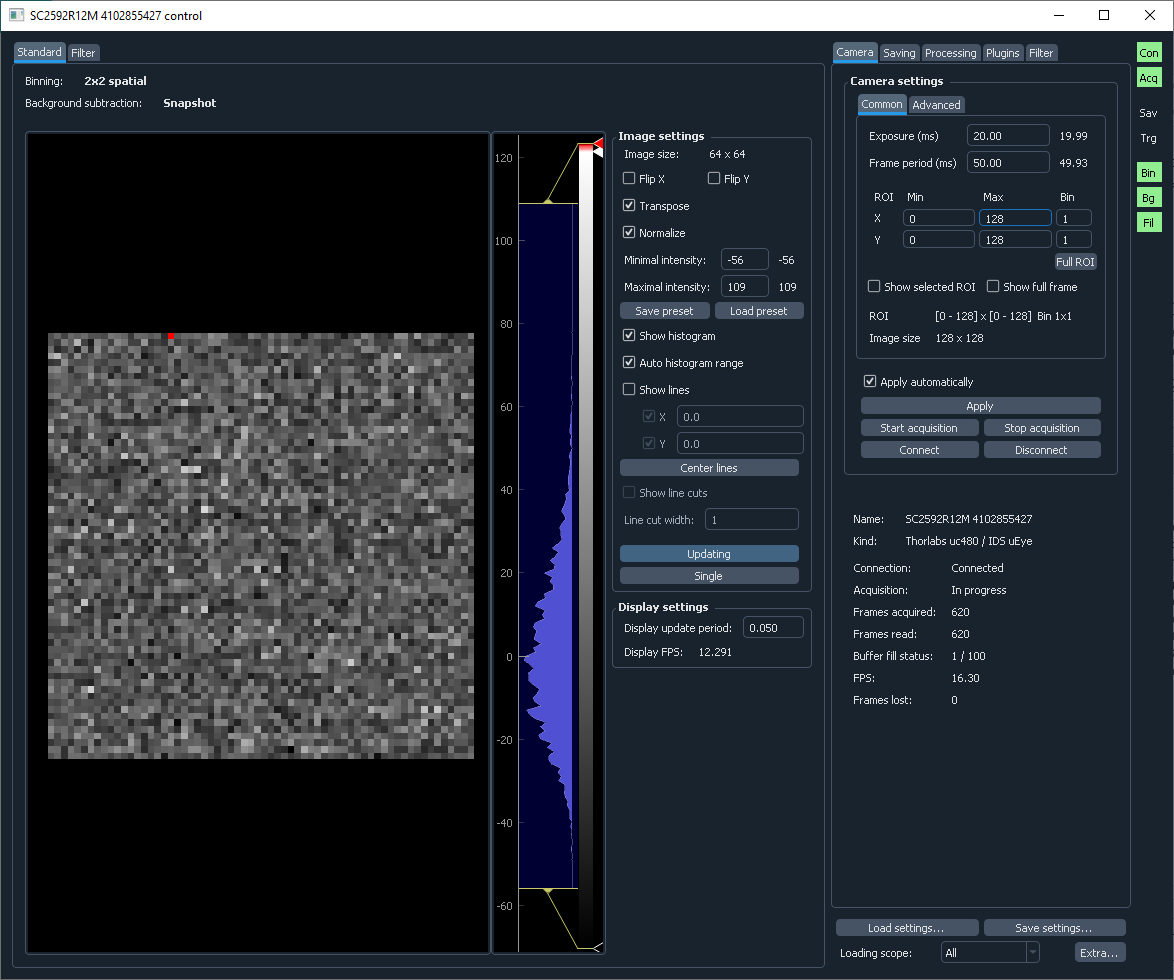 SC2592R12M 4102855427 control
Standard Filter
Binning: 2x2 spatial
Background subtraction: Snapshot
120
100
80
60
40
20
0
-20
-40
-60
Image settings
Image size: 64 x 64
Flip X Flip Y
Transpose
Normalize
Minimal intensity: -56 -56
Maximal intensity: 109 109
Save preset Load preset
Show histogram
Auto histogram range
Show lines
X 0.0
Y 0.0
Center lines
Show line cuts
Line cut width: 1
Updating
Single
Display settings
Display update period: 0.050
Display FPS: 12.291
Camera Saving Processing Plugins Filter
Camera settings
Common Advanced
Exposure (ms) 20.00 19.99
Frame period (ms) 50.00 49.93
ROI Min Max Bin
X 0 128 1
Y 0 128 1
Full ROI
Show selected ROI Show full frame
ROI [0 - 128] x [0 - 128] Bin 1x1
Image size 128 x 128
Apply automatically
Apply
Start acquisition Stop acquisition
Connect Disconnect
Name: SC2592R12M 4102855427
Kind: Thorlabs uc480 / IDS uEye
Connection: Connected
Acquisition: In progress
Frames acquired: 620
Frames read: 620
Buffer fill status: 1 / 100
FPS: 16.30
Frames lost: 0
Load settings... Save settings...
Loading scope: All Extra...
Con
Acq
Sav
Trg
Bin
Bg
Fil